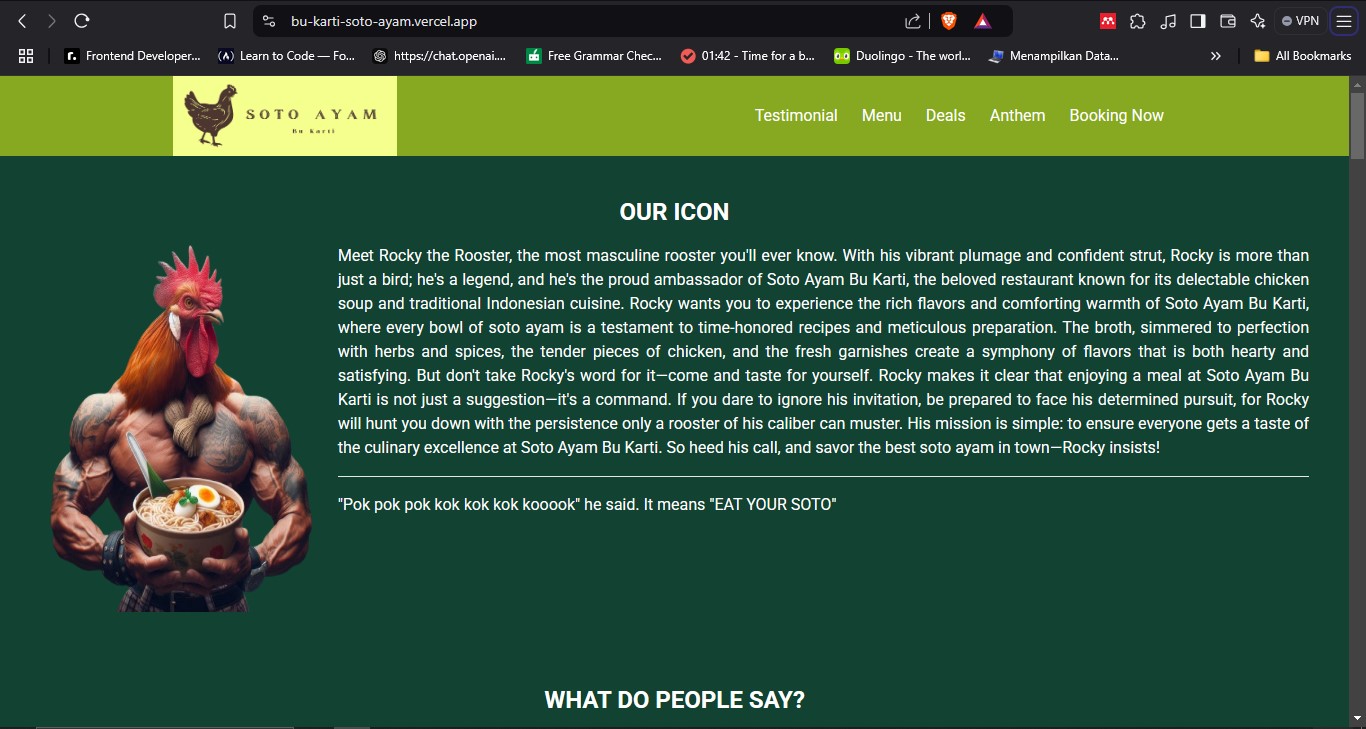 bu-karti-soto-ayam.vercel.app
VPN
Frontend Developer...
Learn to Code — Fo...
https://chat.openai....
Free Grammar Chec...
01:42 - Time for a b...
Duolingo - The worl...
Menampilkan Data...
All Bookmarks
SOTO AYAM
Bu Karti
Testimonial
Menu
Deals
Anthem
Booking Now
OUR ICON
Meet Rocky the Rooster, the most masculine rooster you'll ever know. With his vibrant plumage and confident strut, Rocky is more than
just a bird; he's a legend, and he's the proud ambassador of Soto Ayam Bu Karti, the beloved restaurant known for its delectable chicken
soup and traditional Indonesian cuisine. Rocky wants you to experience the rich flavors and comforting warmth of Soto Ayam Bu Karti,
where every bowl of soto ayam is a testament to time-honored recipes and meticulous preparation. The broth, simmered to perfection
with herbs and spices, the tender pieces of chicken, and the fresh garnishes create a symphony of flavors that is both hearty and
satisfying. But don't take Rocky's word for it—come and taste for yourself. Rocky makes it clear that enjoying a meal at Soto Ayam Bu
Karti is not just a suggestion—it's a command. If you dare to ignore his invitation, be prepared to face his determined pursuit, for Rocky
will hunt you down with the persistence only a rooster of his caliber can muster. His mission is simple: to ensure everyone gets a taste of
the culinary excellence at Soto Ayam Bu Karti. So heed his call, and savor the best soto ayam in town—Rocky insists!
"Pok pok pok kok kok kok kooook" he said. It means "EAT YOUR SOTO"
WHAT DO PEOPLE SAY?